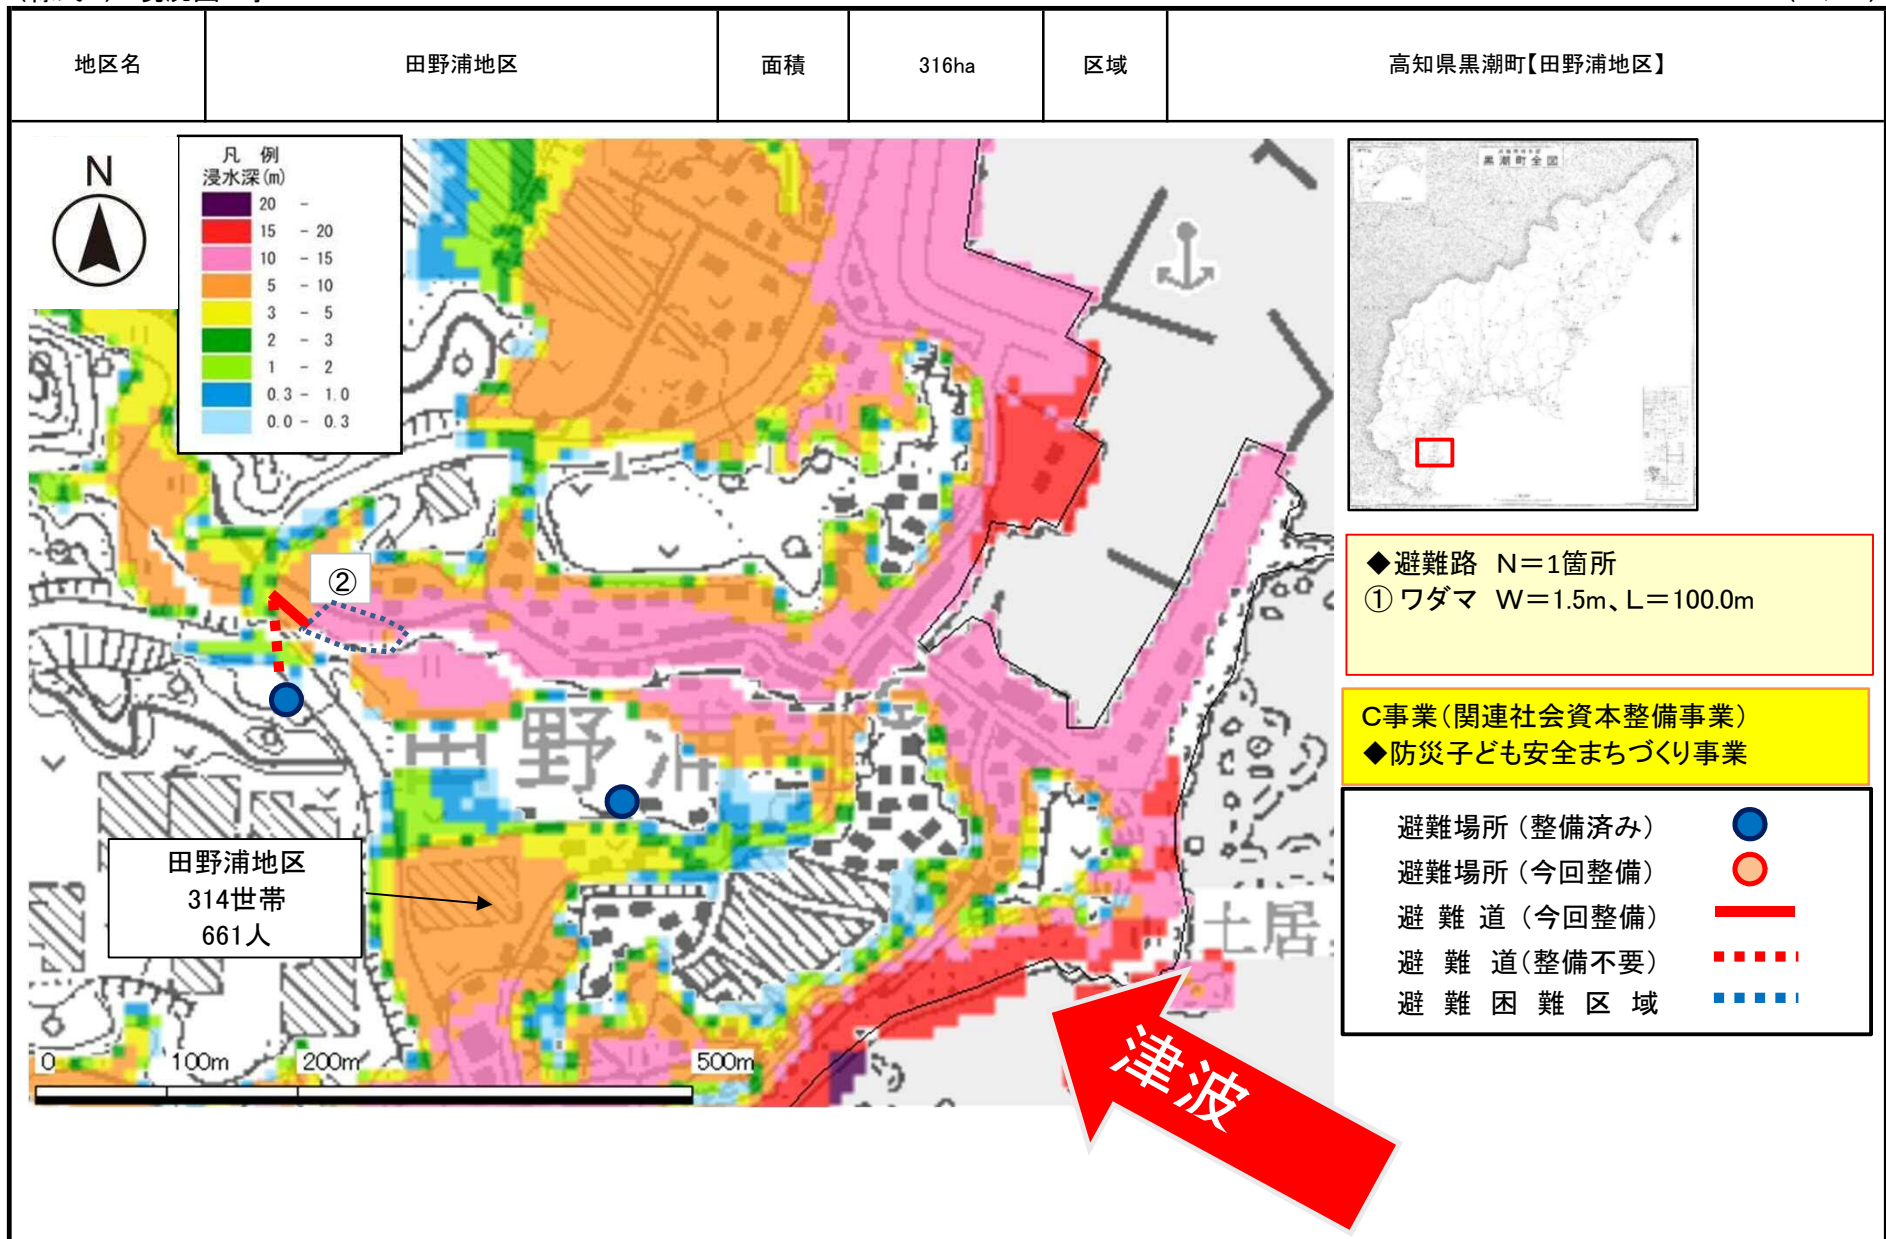 地区名 田野浦地区 面積 316ha 区域 高知県黒潮町【田野浦地区】
N
凡 例
浸水深(m)
20 -
15 - 20
10 - 15
5 - 10
3 - 5
2 - 3
1 - 2
0.3 - 1.0
0.0 - 0.3
黒潮町全図
②
◆避難路 N=1箇所
① ワダマ W=1.5m、L=100.0m
C事業(関連社会資本整備事業)
◆防災子ども安全まちづくり事業
田野浦
田野浦地区
314世帯
661人
避難場所(整備済み)
避難場所(今回整備)
避難道(今回整備)
避難道(整備不要)
避難困難区域
土居
津波
0 100m 200m 500m